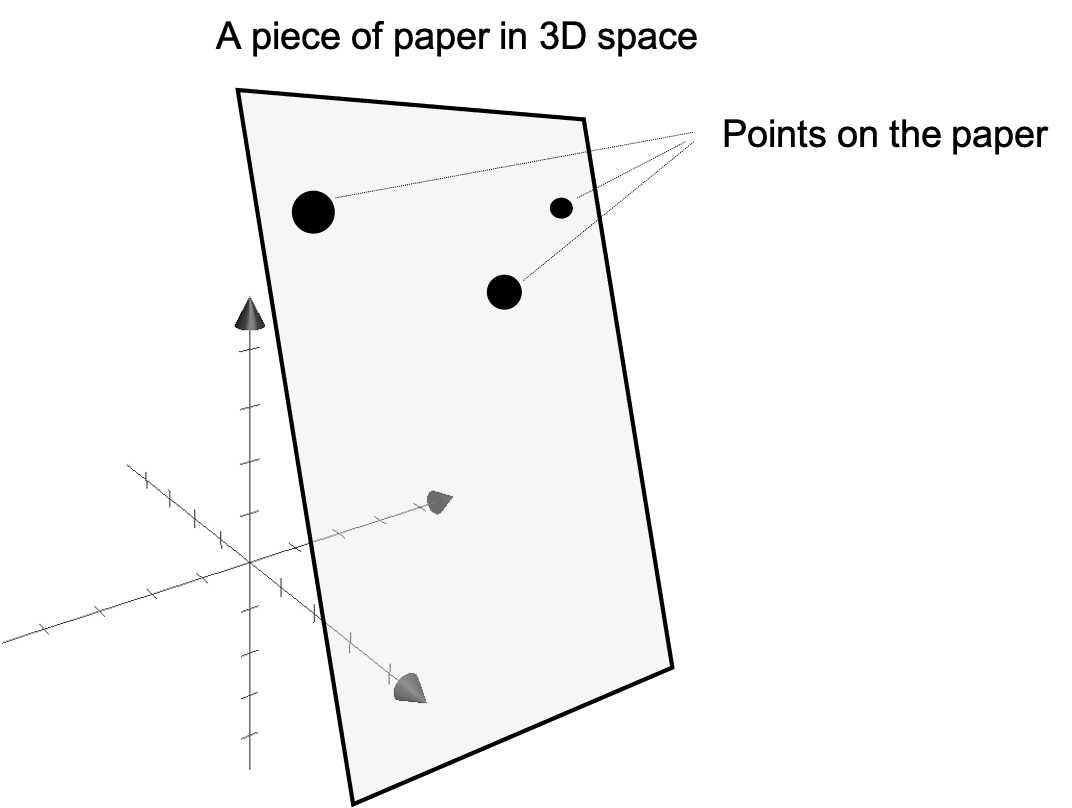 A piece of paper in 3D space
Points on the paper